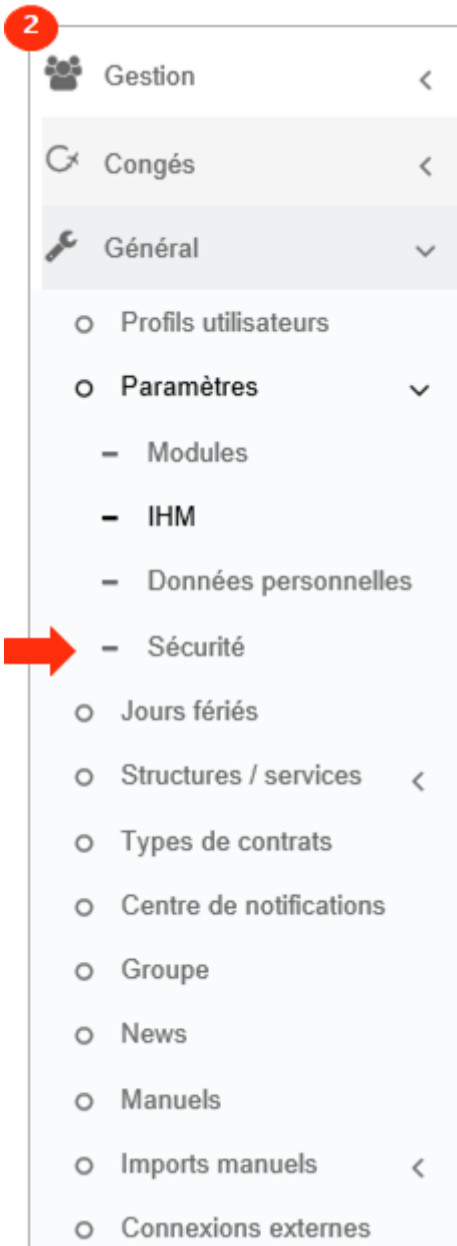 2
Gestion
Congés
Général
Profils utilisateurs
Paramètres
Modules
IHM
Données personnelles
Sécurité
Jours fériés
Structures / services
Types de contrats
Centre de notifications
Groupe
News
Manuels
Imports manuels
Connexions externes